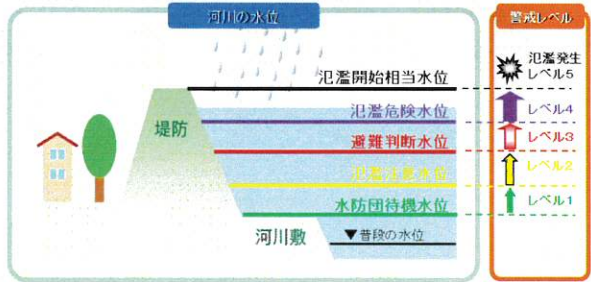 河川の水位
警戒レベル
氾濫開始相当水位
氾濫発生
レベル5
氾濫危険水位
レベル4
堤防
避難判断水位
レベル3
氾濫注意水位
レベル2
水防団待機水位
レベル1
河川敷
▼普段の水位